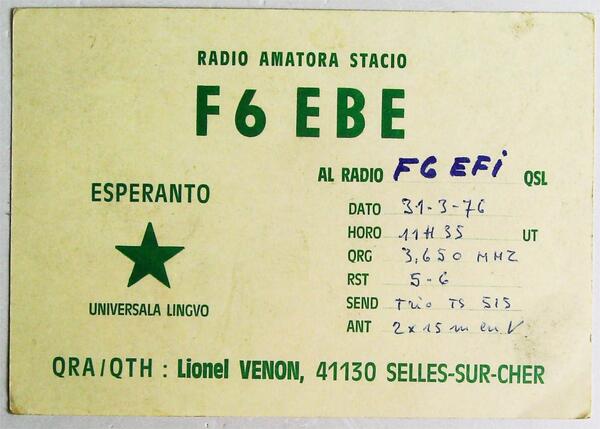 RADIO AMATORA STACIO
F6 EBE
ESPERANTO
UNIVERSALA LINGVO
AL RADIO F6 EFi QSL
DATO 31-3-76
HORO 11H35 UT
QRG 3,650 MHZ
RST 5-6
SEND Trio TS 515
ANT 2x15 m en V
QRA/QTH : Lionel VENON, 41130 SELLES-SUR-CHER